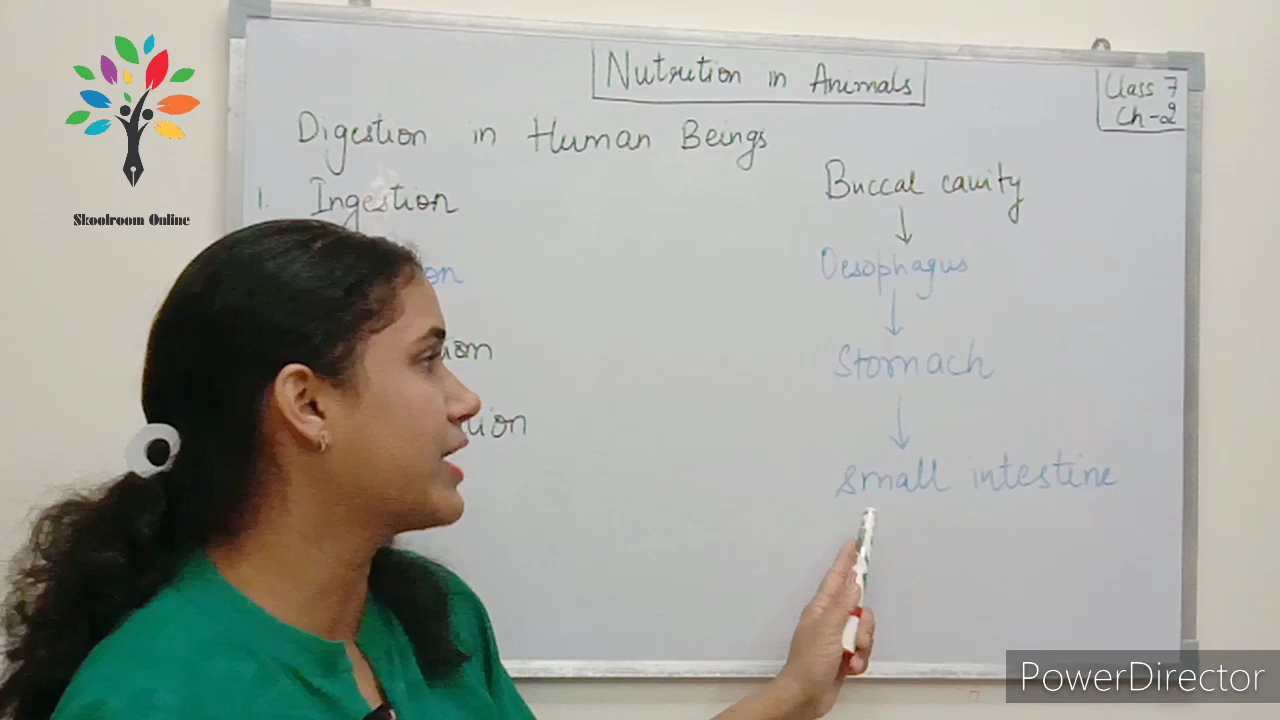 Nutrition in Animals
Class 7
Ch-2
Digestion in Human Beings
1. Ingestion
Buccal cavity
Oesophagus
Stomach
small intestine
Skoolroom Online
PowerDirector